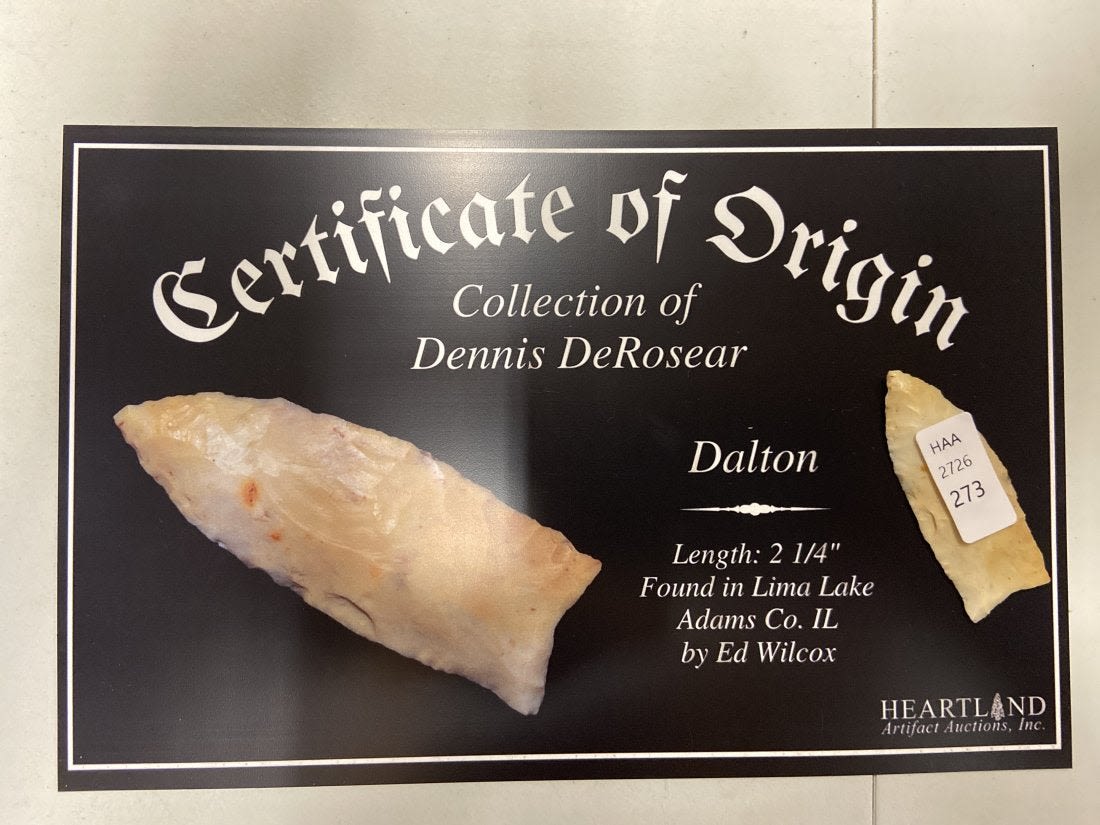 Certificate of Origin
Collection of
Dennis DeRosear
Dalton
Length: 2 1/4"
Found in Lima Lake
Adams Co. IL
by Ed Wilcox
HAA
2726
273
HEARTLAND
Artifact Auctions, Inc.